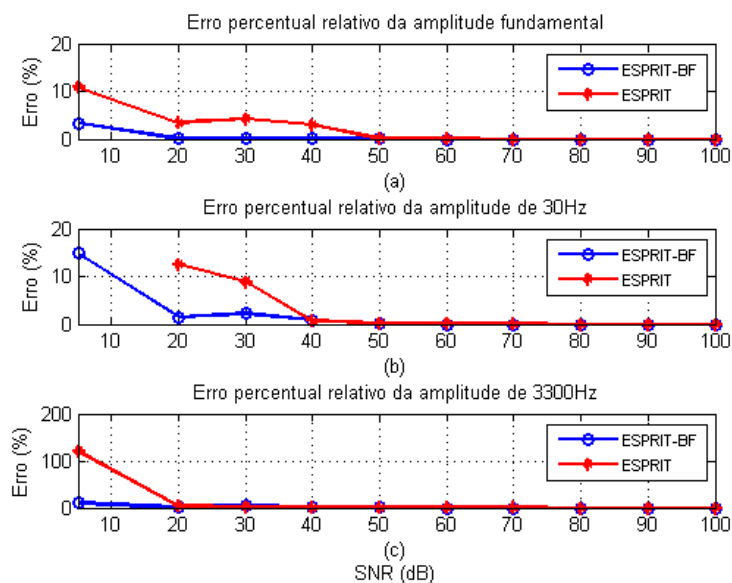 Erro percentual relativo da amplitude fundamental
20
10
0
Erro (%)
ESPRIT-BF
ESPRIT
10 20 30 40 50 60 70 80 90 100
(a)
Erro percentual relativo da amplitude de 30Hz
20
10
0
Erro (%)
ESPRIT-BF
ESPRIT
10 20 30 40 50 60 70 80 90 100
(b)
Erro percentual relativo da amplitude de 3300Hz
200
100
0
Erro (%)
ESPRIT-BF
ESPRIT
10 20 30 40 50 60 70 80 90 100
(c)
SNR (dB)